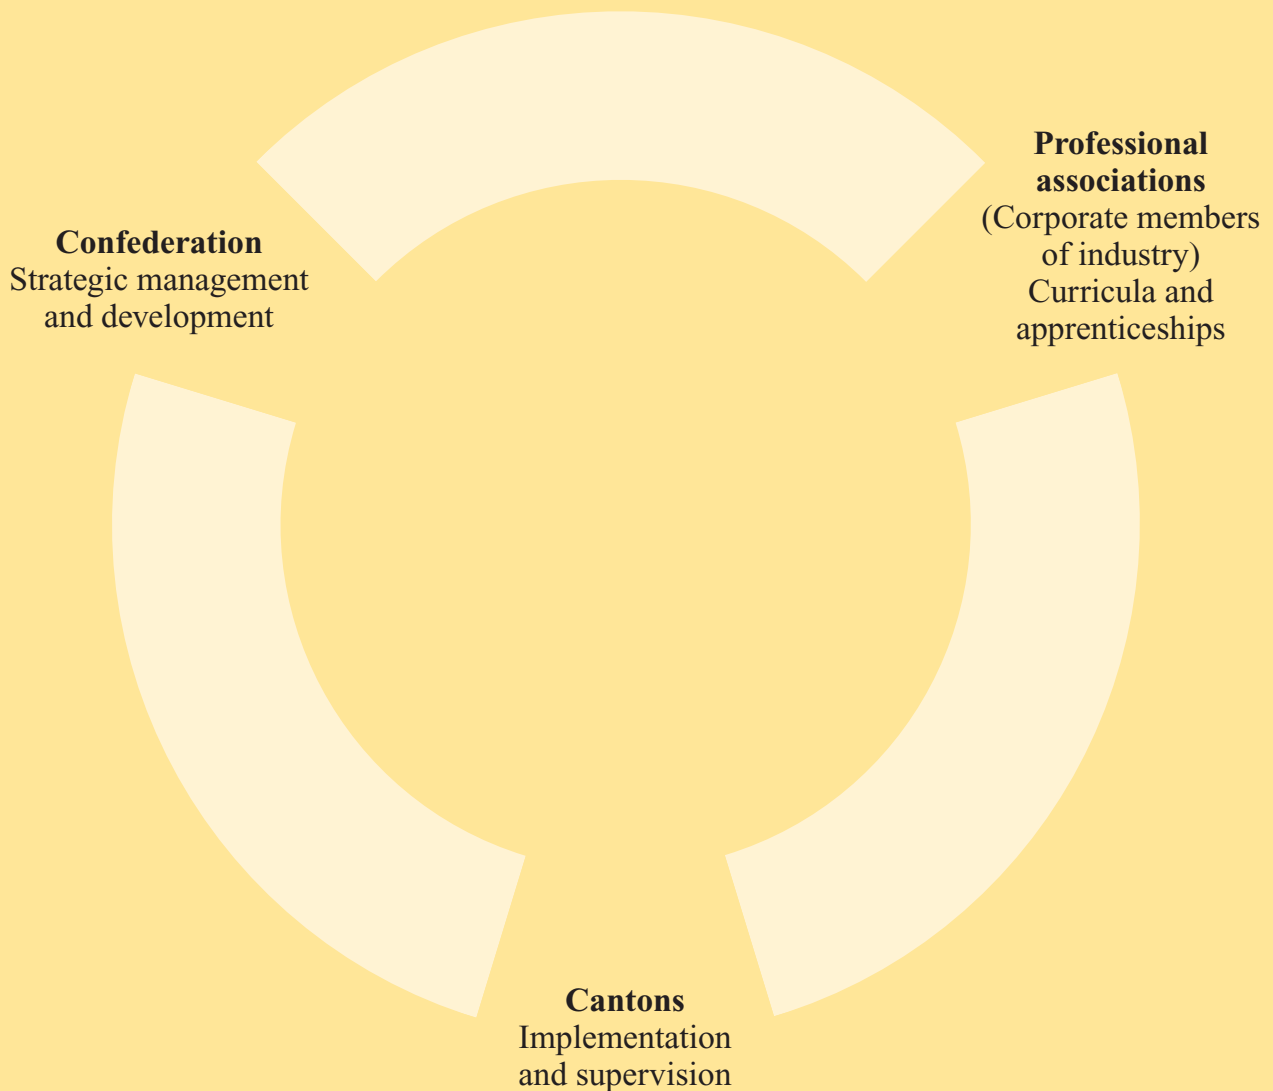 Professional
associations
(Corporate members
of industry)
Curricula and
apprenticeships
Confederation
Strategic management
and development
Cantons
Implementation
and supervision